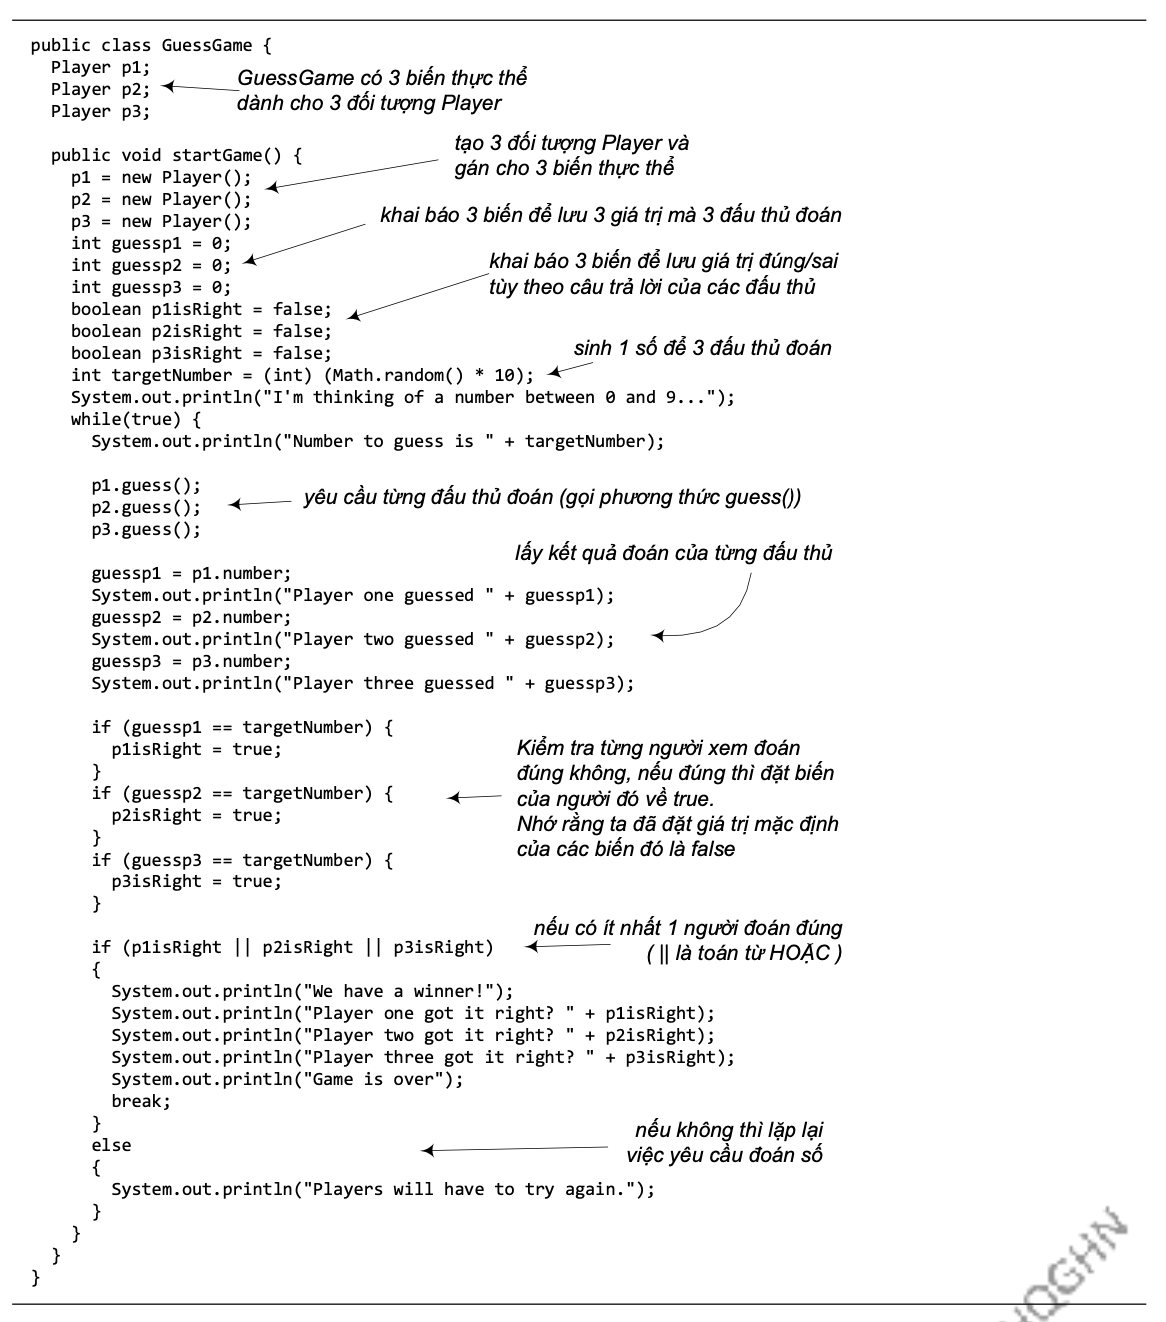 public class GuessGame {
Player p1;
Player p2;
Player p3;
GuessGame có 3 biến thực thể
dành cho 3 đối tượng Player
public void startGame() {
tạo 3 đối tượng Player và
gán cho 3 biến thực thể
p1 = new Player();
p2 = new Player();
p3 = new Player();
khai báo 3 biến để lưu 3 giá trị mà 3 đấu thủ đoán
int guessp1 = 0;
int guessp2 = 0;
int guessp3 = 0;
khai báo 3 biến để lưu giá trị đúng/sai
tùy theo câu trả lời của các đấu thủ
boolean p1isRight = false;
boolean p2isRight = false;
boolean p3isRight = false;
sinh 1 số để 3 đấu thủ đoán
int targetNumber = (int) (Math.random() * 10);
System.out.println("I'm thinking of a number between 0 and 9...");
while(true) {
System.out.println("Number to guess is " + targetNumber);
p1.guess();
p2.guess();
p3.guess();
yêu cầu từng đấu thủ đoán (gọi phương thức guess())
lấy kết quả đoán của từng đấu thủ
guessp1 = p1.number;
System.out.println("Player one guessed " + guessp1);
guessp2 = p2.number;
System.out.println("Player two guessed " + guessp2);
guessp3 = p3.number;
System.out.println("Player three guessed " + guessp3);
if (guessp1 == targetNumber) {
p1isRight = true;
}
if (guessp2 == targetNumber) {
p2isRight = true;
}
if (guessp3 == targetNumber) {
p3isRight = true;
}
Kiểm tra từng người xem đoán
đúng không, nếu đúng thì đặt biến
của người đó về true.
Nhớ rằng ta đã đặt giá trị mặc định
của các biến đó là false
if (p1isRight || p2isRight || p3isRight)
nếu có ít nhất 1 người đoán đúng
( || là toán từ HOẶC )
{
System.out.println("We have a winner!");
System.out.println("Player one got it right? " + p1isRight);
System.out.println("Player two got it right? " + p2isRight);
System.out.println("Player three got it right? " + p3isRight);
System.out.println("Game is over");
break;
}
else
nếu không thì lặp lại
việc yêu cầu đoán số
{
System.out.println("Players will have to try again.");
}
}
}
}